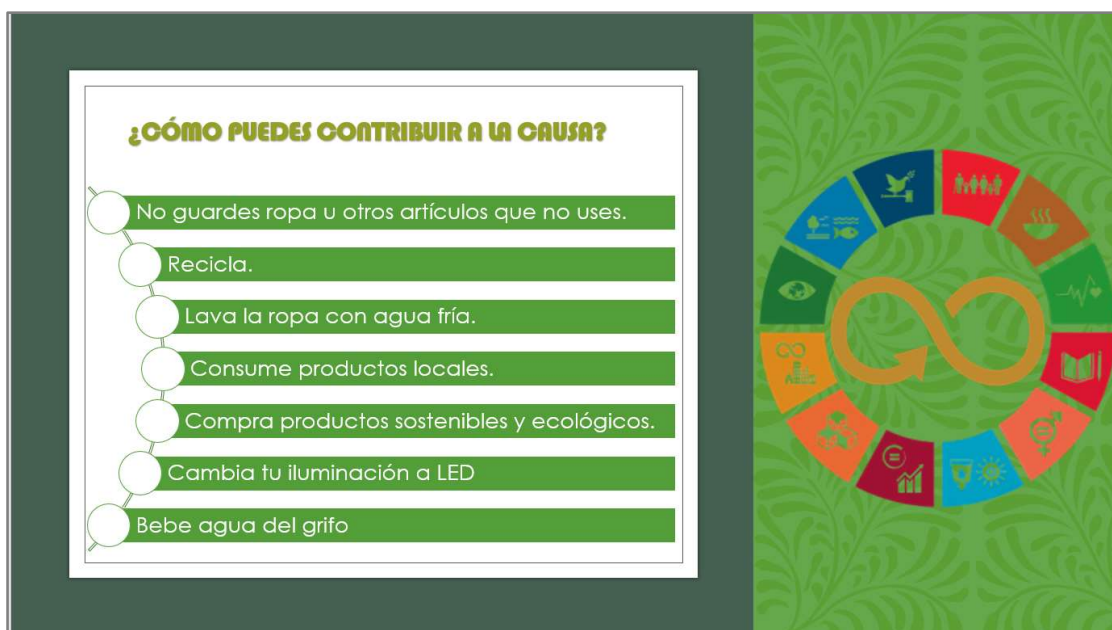 ¿CÓMO PUEDES CONTRIBUIR A LA CAUSA?
No guardes ropa u otros artículos que no uses.
Recicla.
Lava la ropa con agua fría.
Consume productos locales.
Compra productos sostenibles y ecológicos.
Cambia tu iluminación a LED
Bebe agua del grifo